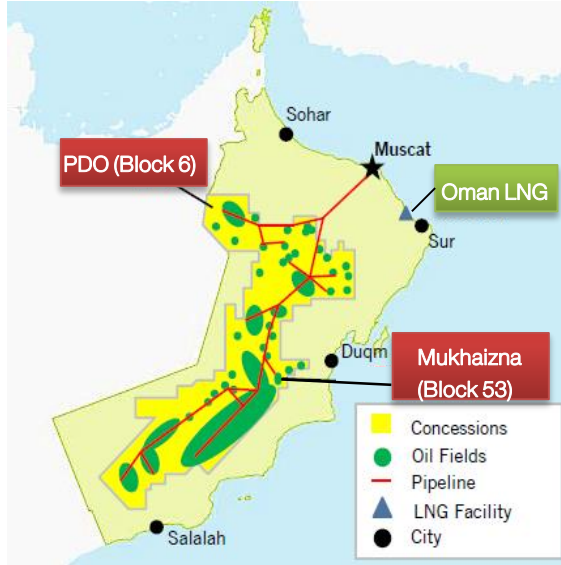 Sohar
Muscat
PDO (Block 6)
Oman LNG
Sur
Duqm
Mukhaizna
(Block 53)
Concessions
Oil Fields
Pipeline
LNG Facility
City
Salalah